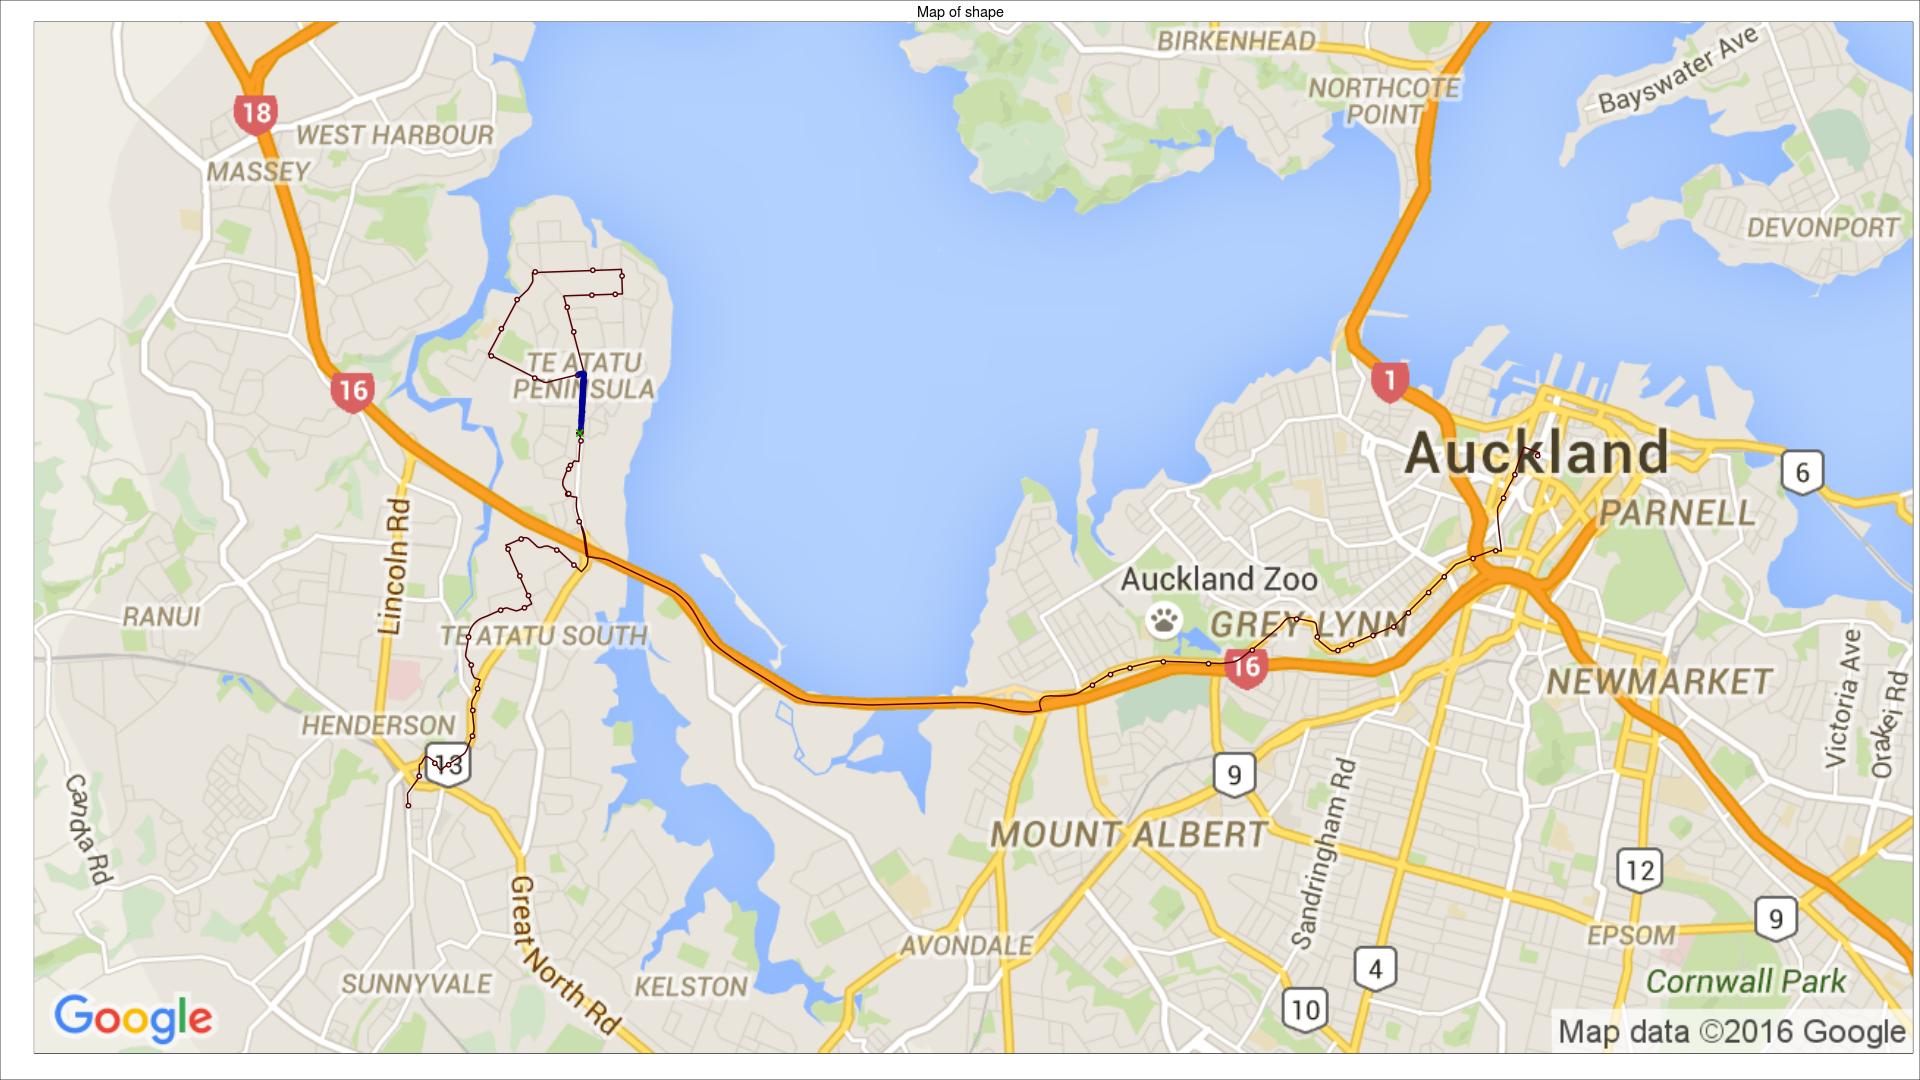 Map of shape
BIRKENHEAD
Bayswater Ave
NORTHCOTE
POINT
18
WEST HARBOUR
MASSEY
DEVONPORT
TE ATATU
PENINSULA
16
1
Auckland
6
PARNELL
Lincoln Rd
Auckland Zoo
RANUI
GREY LYNN
TE ATATU SOUTH
16
NEWMARKET
Victoria Ave
Orakei Rd
HENDERSON
13
9
Candia Rd
Sandringham Rd
MOUNT ALBERT
12
Great North Rd
9
EPSOM
AVONDALE
4
SUNNYVALE
KELSTON
Cornwall Park
10
Google
Map data ©2016 Google